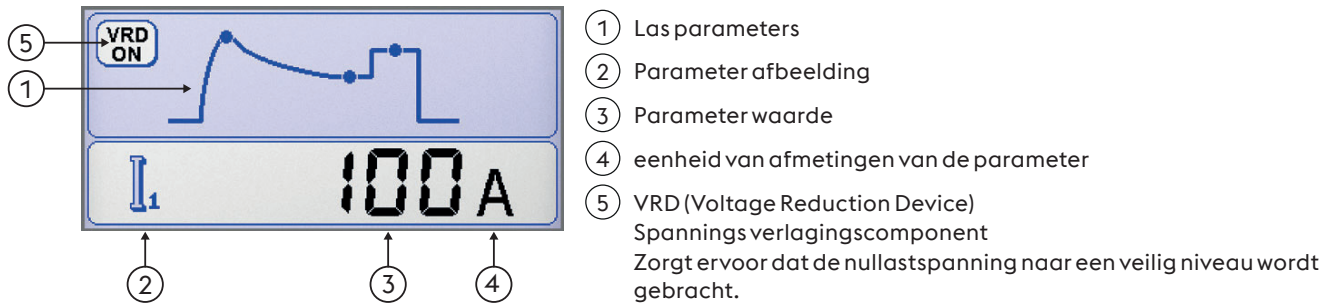 VRD
ON
5
1
I1
100 A
2
3
4
1 Las parameters
2 Parameter afbeelding
3 Parameter waarde
4 eenheid van afmetingen van de parameter
5 VRD (Voltage Reduction Device)
Spannings verlagingscomponent
Zorgt ervoor dat de nullastspanning naar een veilig niveau wordt
gebracht.